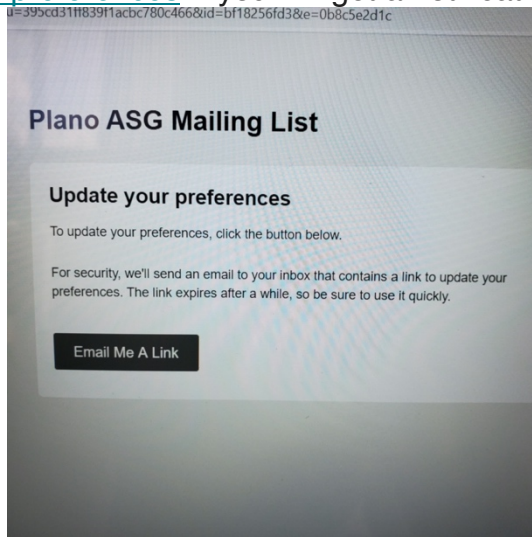 u=395cd31ff839f1acbc780c466&id=bf18256fd3&e=0b8c5e2d1c
Plano ASG Mailing List
Update your preferences
To update your preferences, click the button below.
For security, we'll send an email to your inbox that contains a link to update your
preferences. The link expires after a while, so be sure to use it quickly.
Email Me A Link